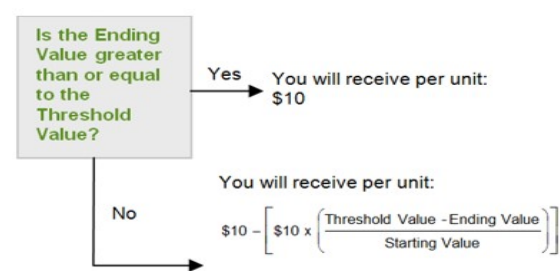 Is the Ending
Value greater
than or equal
to the
Threshold
Value?
Yes
You will receive per unit:
$10
No
You will receive per unit:
$10 – [ $10 x ( Threshold Value - Ending Value
Starting Value ) ]